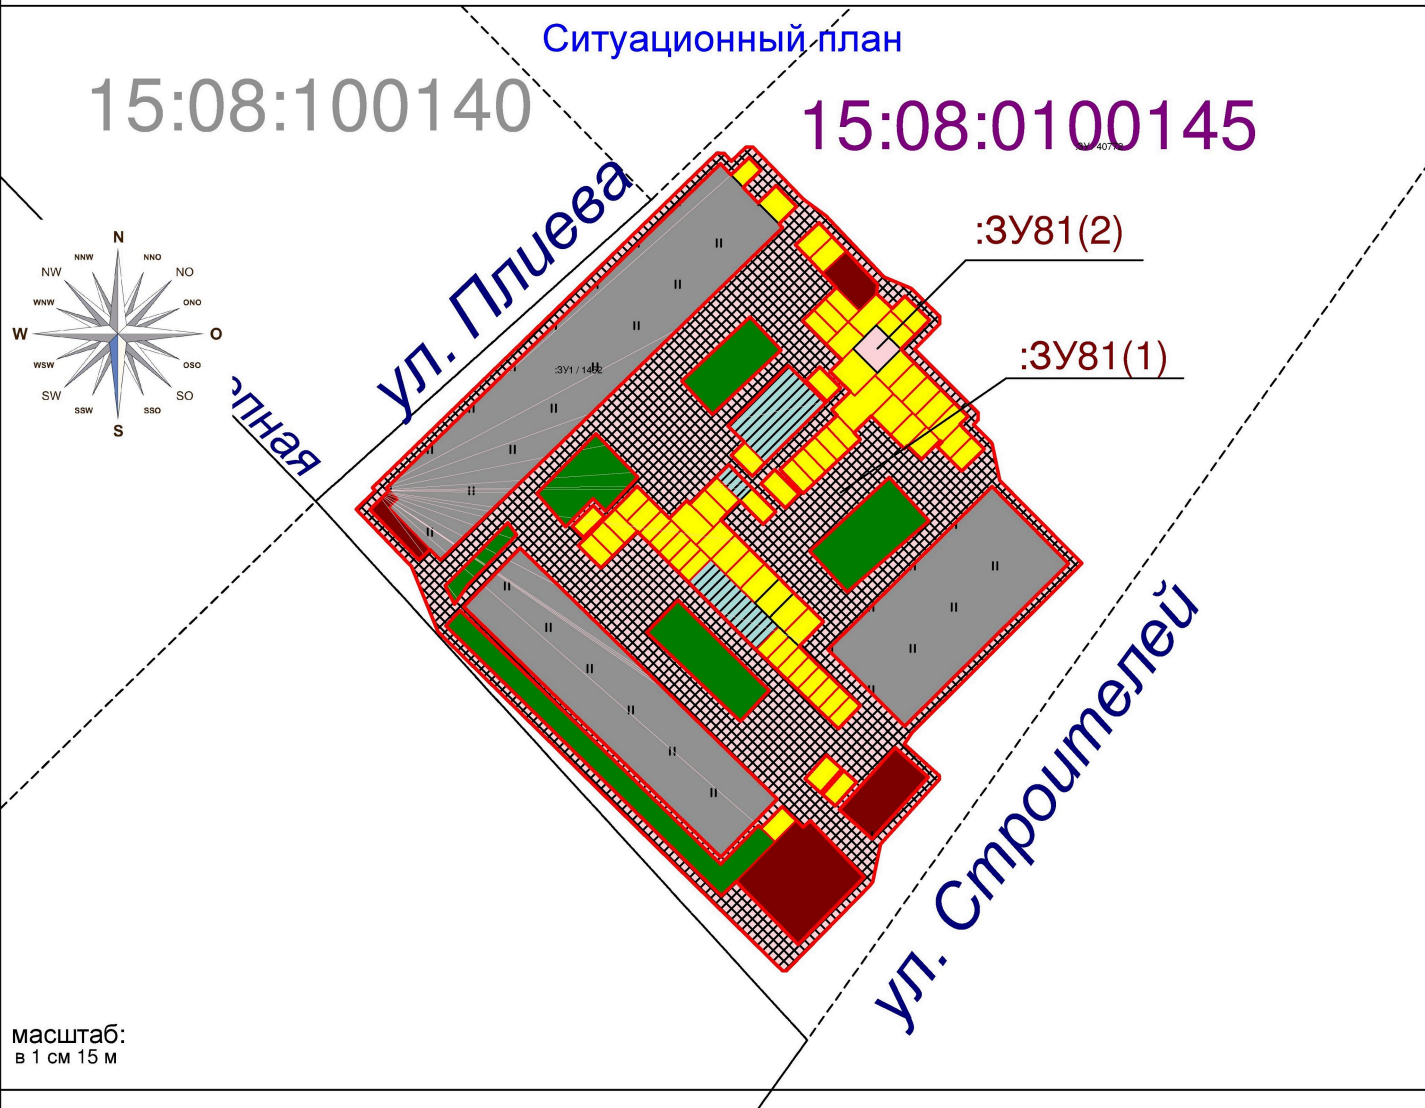 Ситуационный план
15:08:100140
15:08:0100145
ул. Плиева
:ЗУ81(2)
:ЗУ81(1)
N
NNW
NNO
NW
NO
WNW
ONO
W
O
WSW
OSO
SW
SO
SSW
SSO
S
ул. Строителей
масштаб:
в 1 см 15 м